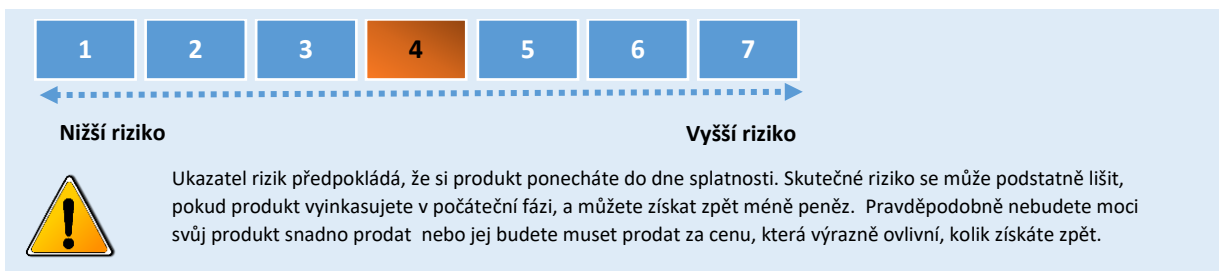 1 2 3 4 5 6 7
Nižší riziko Vyšší riziko
Ukazatel rizik předpokládá, že si produkt ponecháte do dne splatnosti. Skutečné riziko se může podstatně lišit,
pokud produkt vyinkasujete v počáteční fázi, a můžete získat zpět méně peněz.  Pravděpodobně nebudete moci
svůj produkt snadno prodat  nebo jej budete muset prodat za cenu, která výrazně ovlivní, kolik získáte zpět.